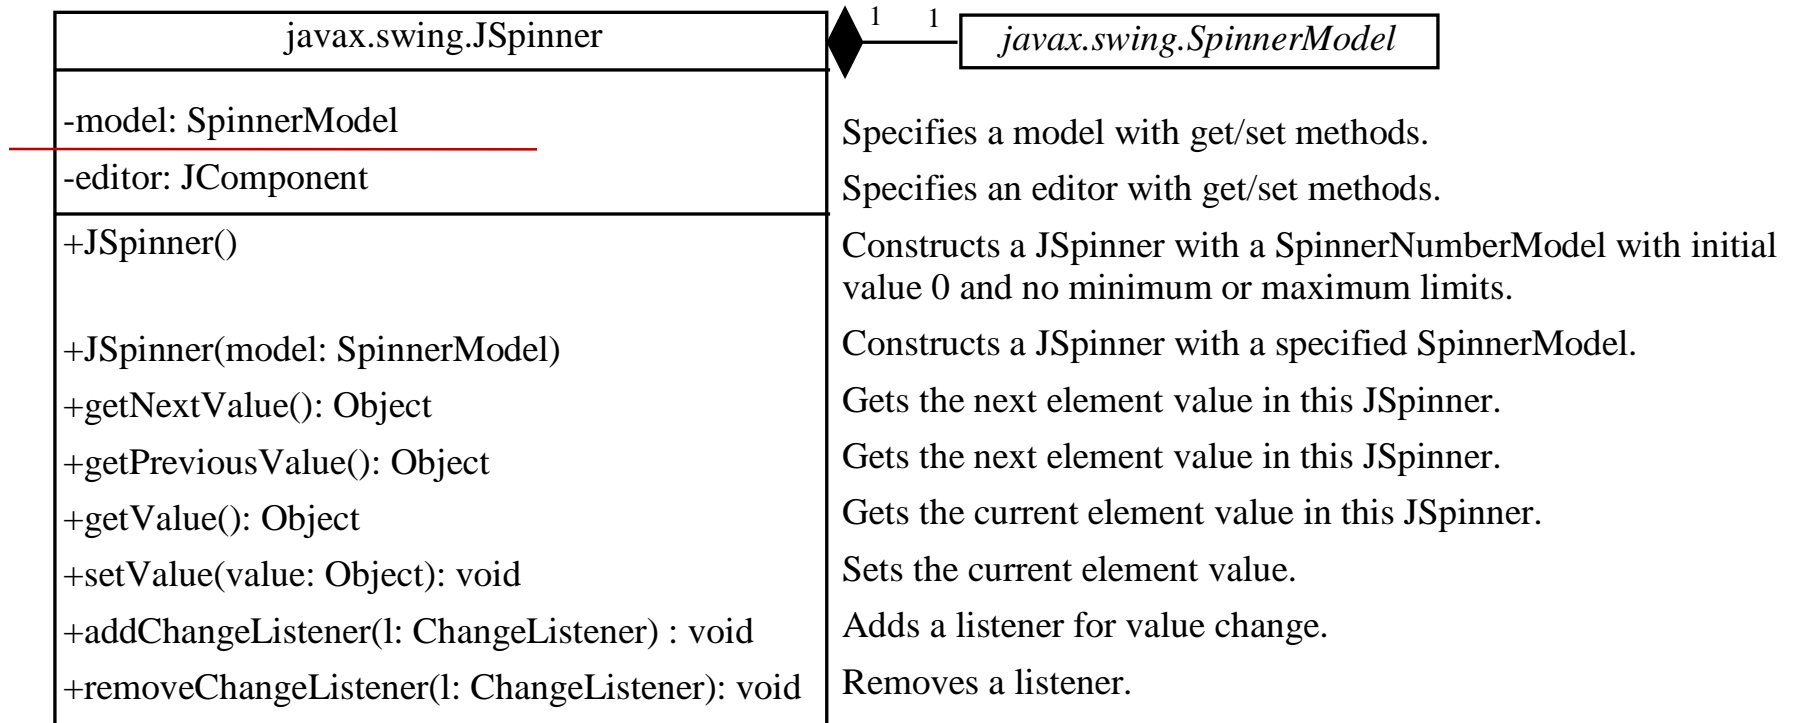 javax.swing.JSpinner
1 1
javax.swing.SpinnerModel
-model: SpinnerModel
Specifies a model with get/set methods.
-editor: JComponent
Specifies an editor with get/set methods.
+JSpinner()
Constructs a JSpinner with a SpinnerNumberModel with initial
value 0 and no minimum or maximum limits.
+JSpinner(model: SpinnerModel)
Constructs a JSpinner with a specified SpinnerModel.
+getNextValue(): Object
Gets the next element value in this JSpinner.
+getPreviousValue(): Object
Gets the next element value in this JSpinner.
+getValue(): Object
Gets the current element value in this JSpinner.
+setValue(value: Object): void
Sets the current element value.
+addChangeListener(l: ChangeListener) : void
Adds a listener for value change.
+removeChangeListener(l: ChangeListener): void
Removes a listener.